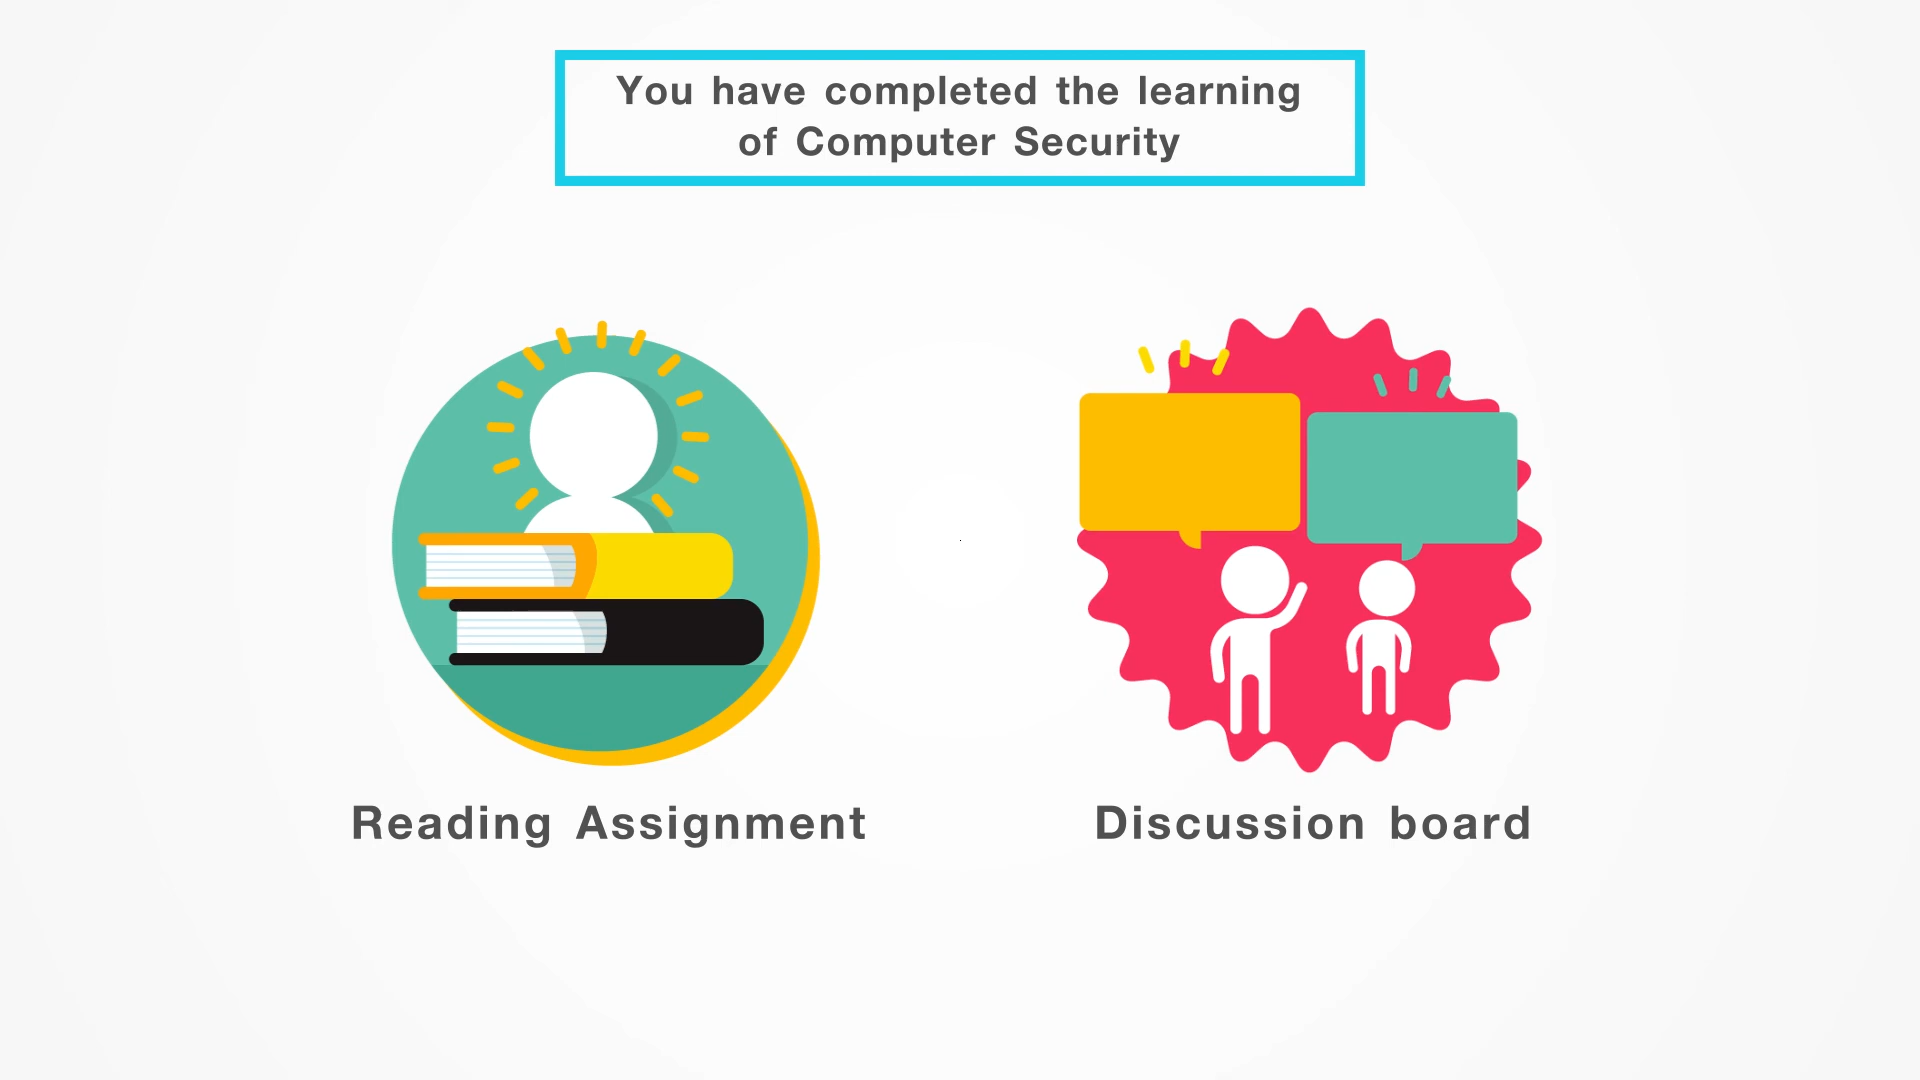 You have completed the learning
of Computer Security
Reading Assignment
Discussion board